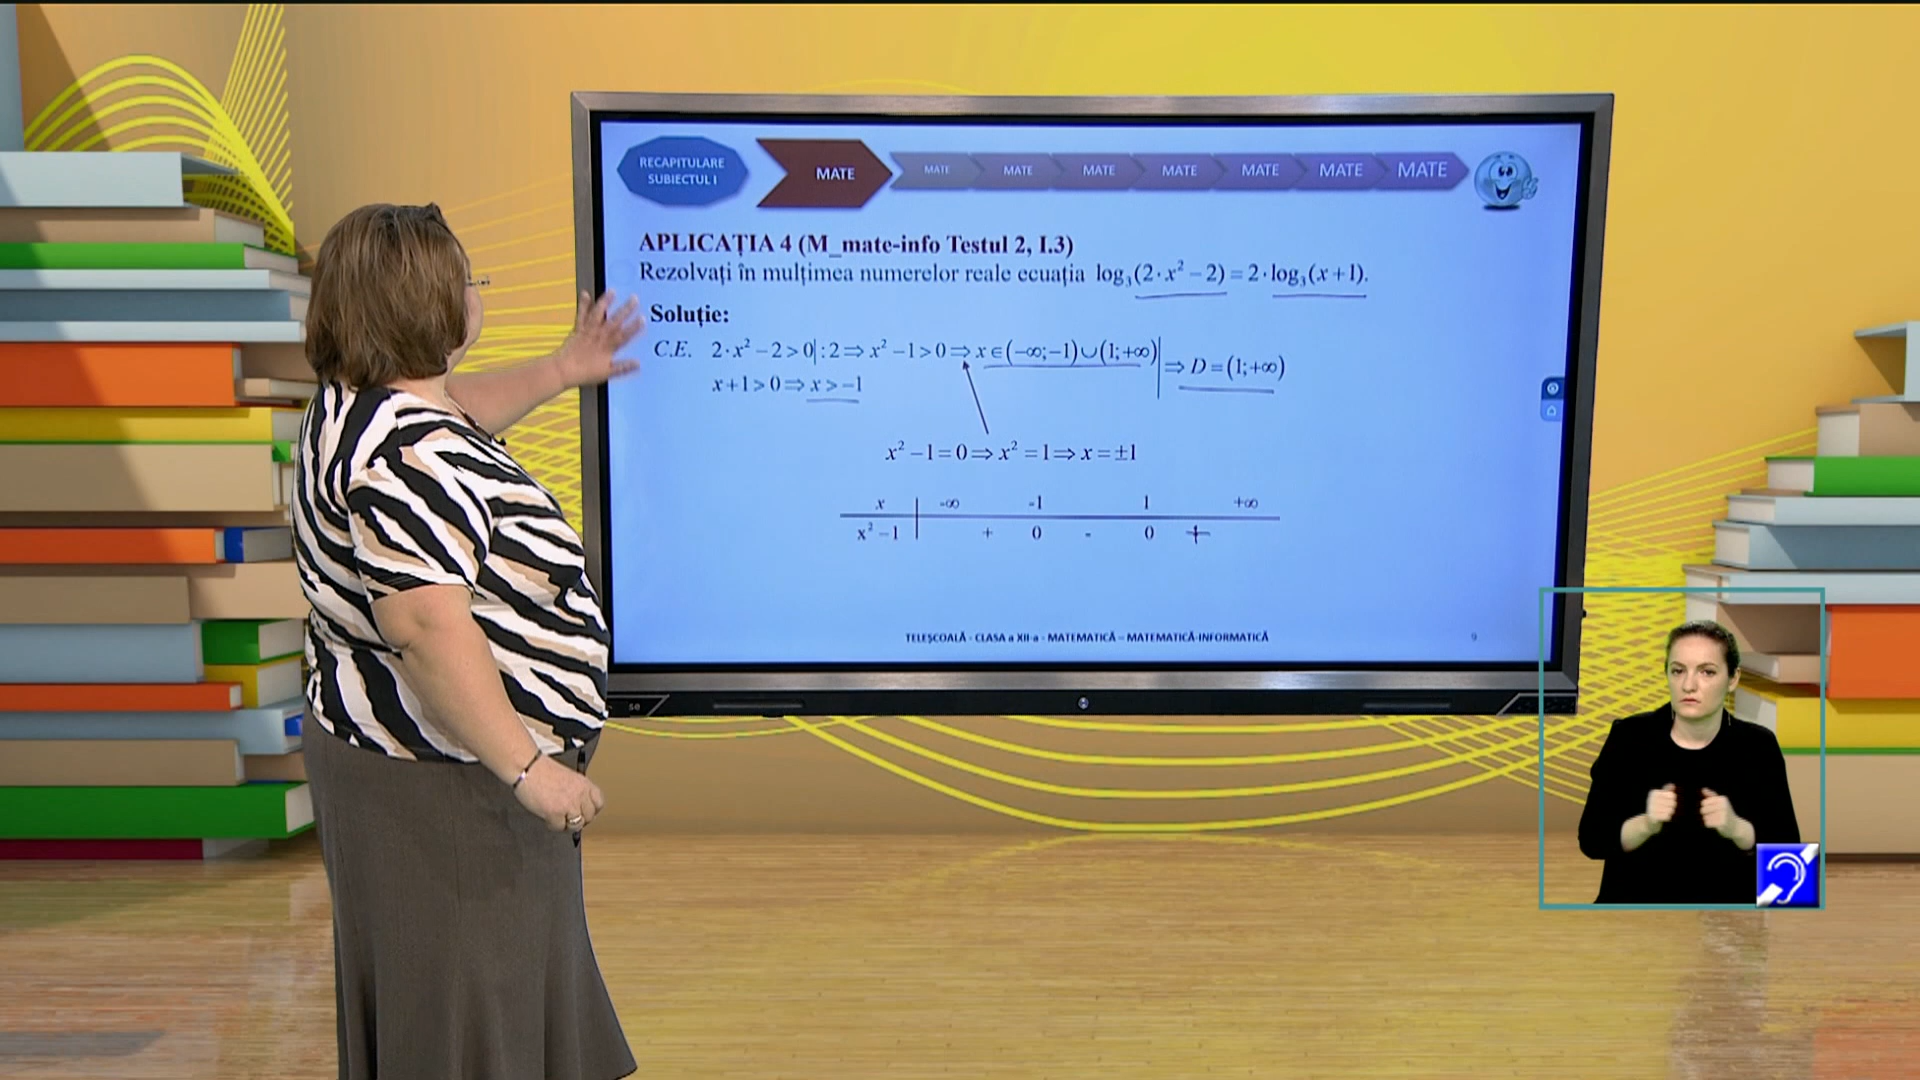 RECAPITULARE
SUBIECTUL I
MATE
MATE
MATE
MATE
MATE
MATE
MATE
MATE
APLICAȚIA 4 (M_mate-info Testul 2, I.3)
Rezolvați în mulțimea numerelor reale ecuația log₃(2·x² − 2) = 2·log₃(x+1).
Soluție:
C.E. 2·x² − 2 > 0|:2 ⇒ x² − 1 > 0 ⇒ x ∈ (−∞;−1) ∪ (1;+∞) | ⇒ D = (1;+∞)
x+1 > 0 ⇒ x > −1
x² − 1 = 0 ⇒ x² = 1 ⇒ x = ±1
x -∞ -1 1 +∞
x² − 1 + 0 - 0 +
TELEȘCOALĂ - CLASA a XII-a - MATEMATICĂ – MATEMATICĂ-INFORMATICĂ
9